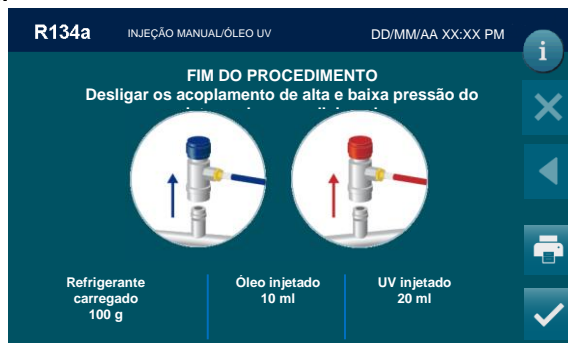 R134a INJEÇÃO MANUAL/ÓLEO UV DD/MM/AA XX:XX PM
i
FIM DO PROCEDIMENTO
Desligar os acoplamento de alta e baixa pressão do
Refrigerante
carregado
100 g
Óleo injetado
10 ml
UV injetado
20 ml